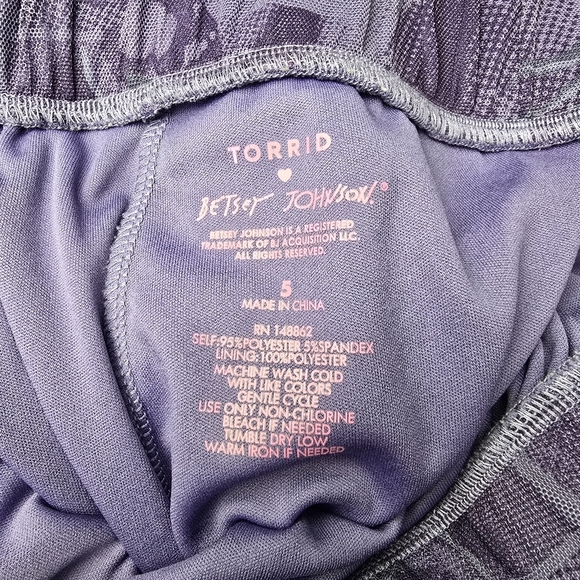 TORRID
BETSEY JOHNSON.®
BETSEY JOHNSON IS A REGISTERED
TRADEMARK OF BJ ACQUISITION LLC.
ALL RIGHTS RESERVED.
5
MADE IN CHINA
RN 148862
SELF:95%POLYESTER 5%SPANDEX
LINING:100%POLYESTER
MACHINE WASH COLD
WITH LIKE COLORS
GENTLE CYCLE
USE ONLY NON-CHLORINE
BLEACH IF NEEDED
TUMBLE DRY LOW
WARM IRON IF NEEDED